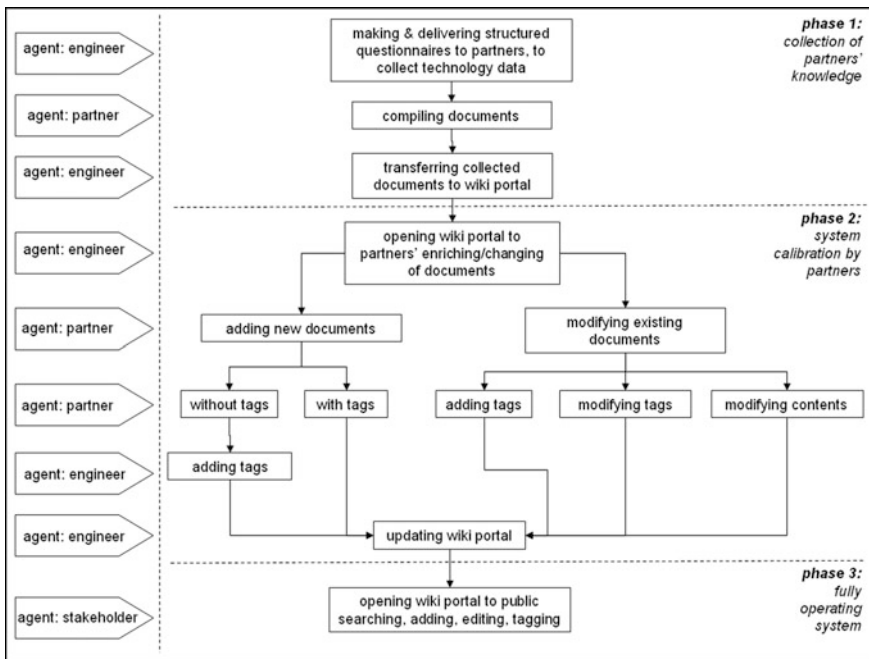 agent: engineer
making & delivering structured
questionnaires to partners, to
collect technology data
phase 1:
collection of
partners'
knowledge
agent: partner
compiling documents
agent: engineer
transferring collected
documents to wiki portal
agent: engineer
opening wiki portal to
partners' enriching/changing
of documents
phase 2:
system
calibration by
partners
agent: partner
adding new documents
modifying existing
documents
agent: partner
without tags
with tags
adding tags
modifying tags
modifying contents
agent: engineer
adding tags
agent: engineer
updating wiki portal
agent: stakeholder
opening wiki portal to public
searching, adding, editing, tagging
phase 3:
fully
operating
system